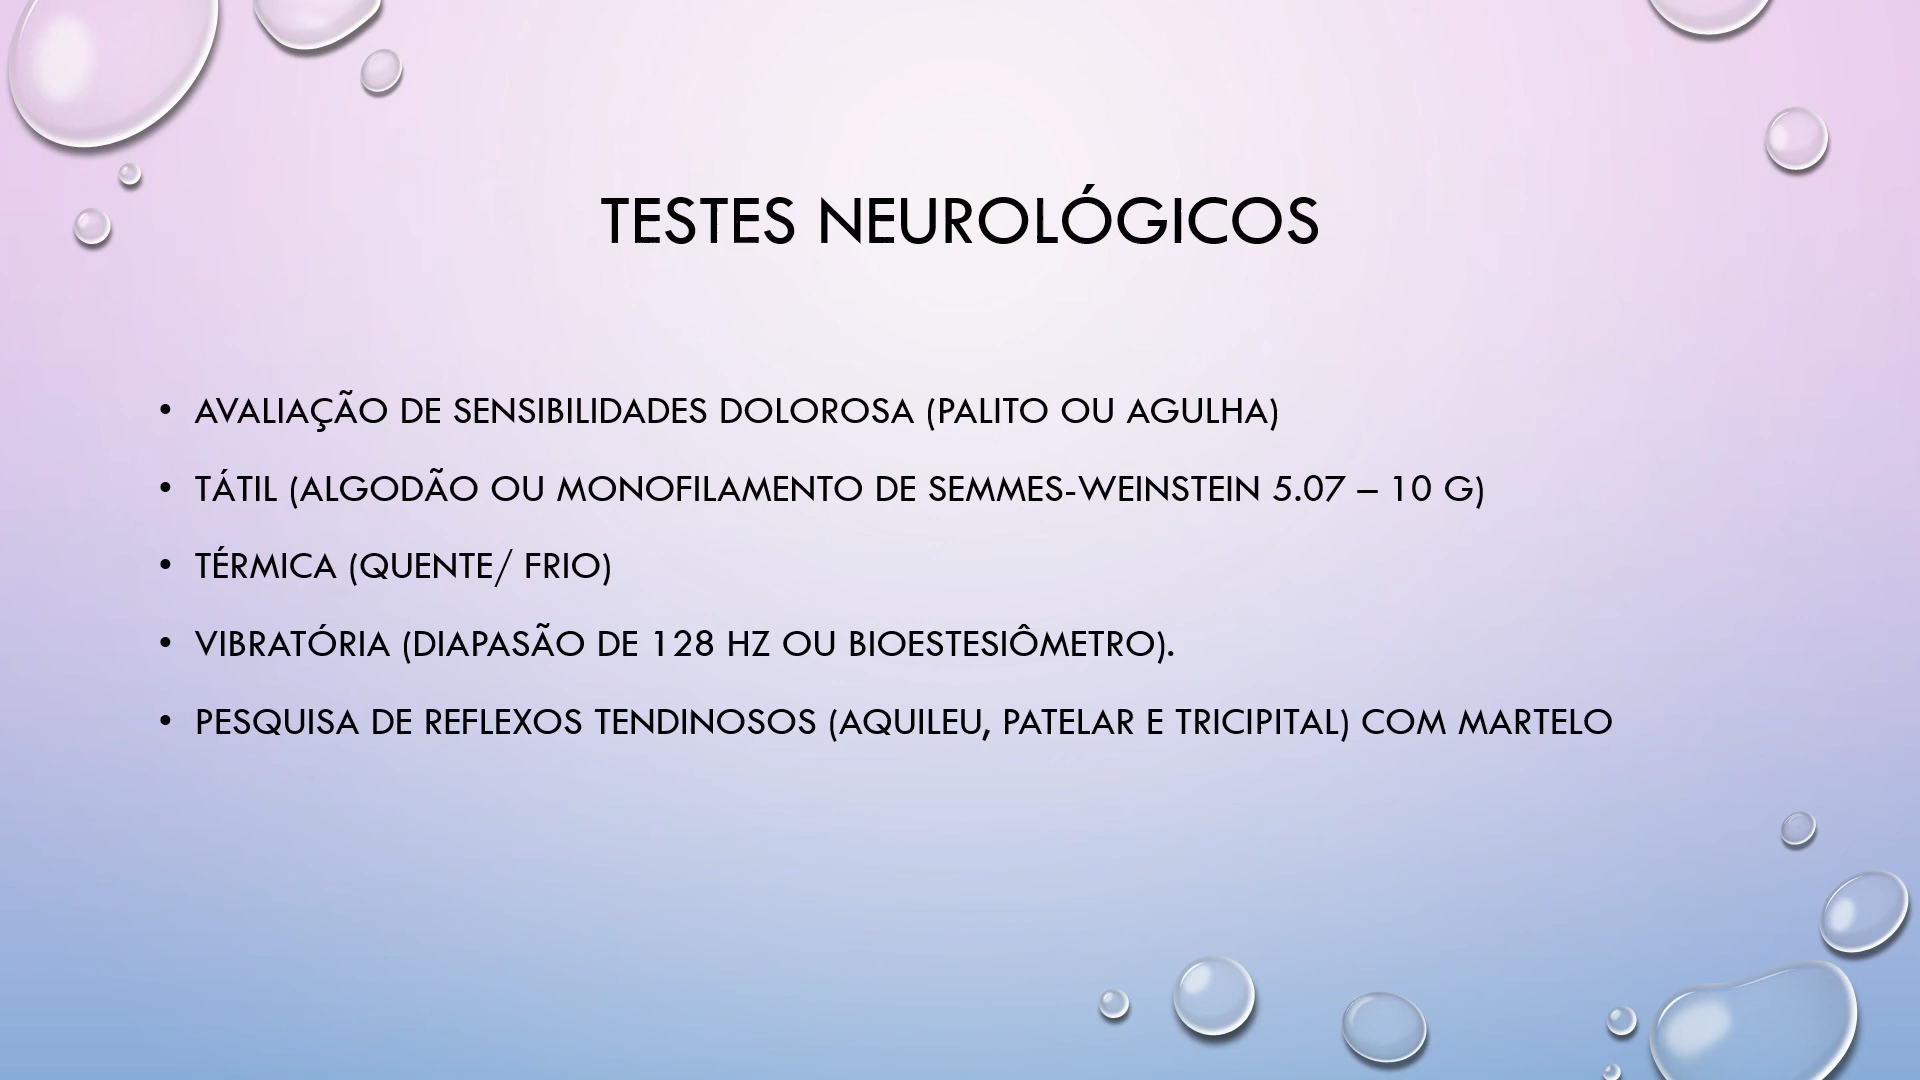 TESTES NEUROLÓGICOS
• AVALIAÇÃO DE SENSIBILIDADES DOLOROSA (PALITO OU AGULHA)
• TÁTIL (ALGODÃO OU MONOFILAMENTO DE SEMMES-WEINSTEIN 5.07 – 10 G)
• TÉRMICA (QUENTE/ FRIO)
• VIBRATÓRIA (DIAPASÃO DE 128 HZ OU BIOESTESIÔMETRO).
• PESQUISA DE REFLEXOS TENDINOSOS (AQUILEU, PATELAR E TRICIPITAL) COM MARTELO